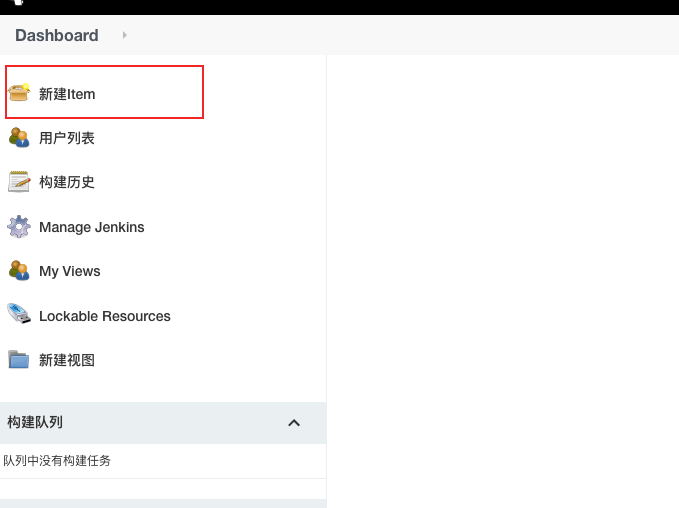 Dashboard
新建Item
用户列表
构建历史
Manage Jenkins
My Views
Lockable Resources
新建视图
构建队列
队列中没有构建任务